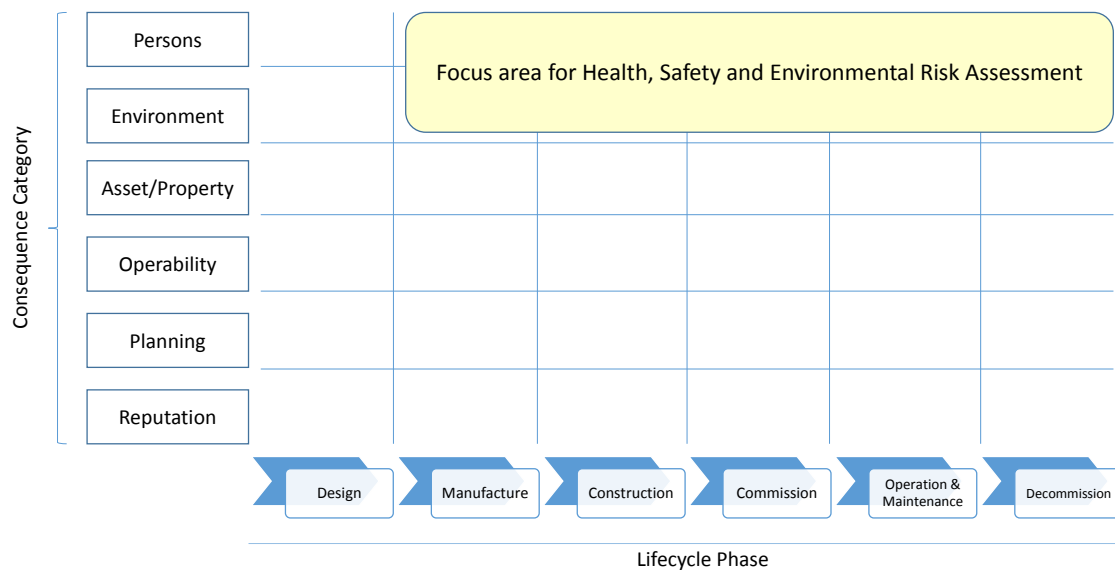 Consequence Category
Persons
Environment
Asset/Property
Operability
Planning
Reputation
Focus area for Health, Safety and Environmental Risk Assessment
Design
Manufacture
Construction
Commission
Operation &
Maintenance
Decommission
Lifecycle Phase